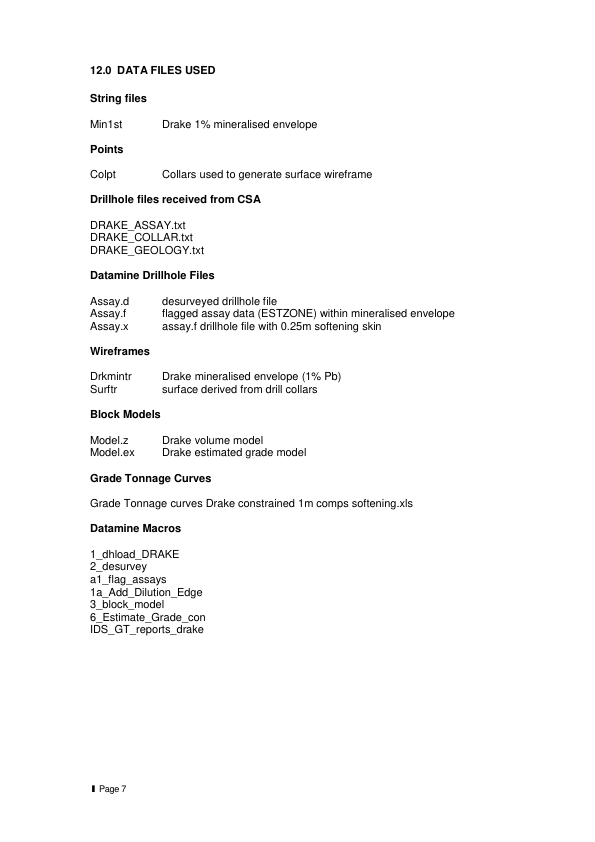 12.0 DATA FILES USED
String files
Min1st Drake 1% mineralised envelope
Points
Colpt Collars used to generate surface wireframe
Drillhole files received from CSA
DRAKE_ASSAY.txt
DRAKE_COLLAR.txt
DRAKE_GEOLOGY.txt
Datamine Drillhole Files
Assay.d desurveyed drillhole file
Assay.f flagged assay data (ESTZONE) within mineralised envelope
Assay.x assay.f drillhole file with 0.25m softening skin
Wireframes
Drkmintr Drake mineralised envelope (1% Pb)
Surftr surface derived from drill collars
Block Models
Model.z Drake volume model
Model.ex Drake estimated grade model
Grade Tonnage Curves
Grade Tonnage curves Drake constrained 1m comps softening.xls
Datamine Macros
1_dhload_DRAKE
2_desurvey
a1_flag_assays
1a_Add_Dilution_Edge
3_block_model
6_Estimate_Grade_con
IDS_GT_reports_drake
Page 7